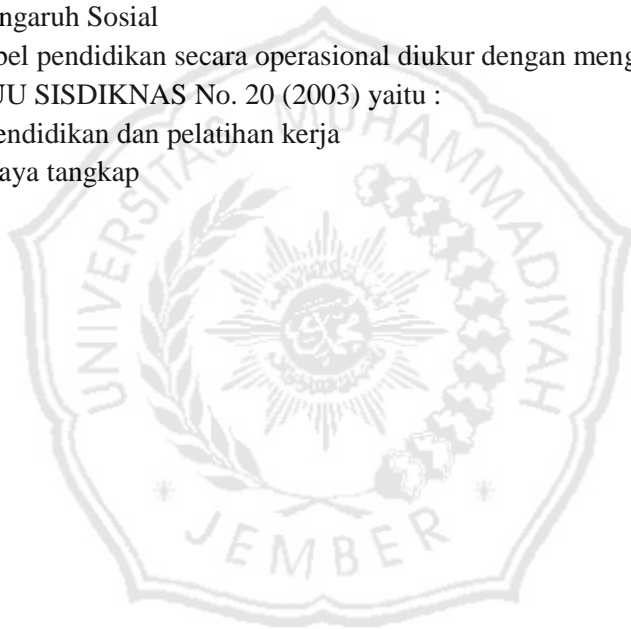 ngaruh Sosial
bel pendidikan secara operasional diukur dengan meng
UU SISDIKNAS No. 20 (2003) yaitu :
endidikan dan pelatihan kerja
aya tangkap
UNIVERSITAS MUHAMMADIYAH
JEMBER